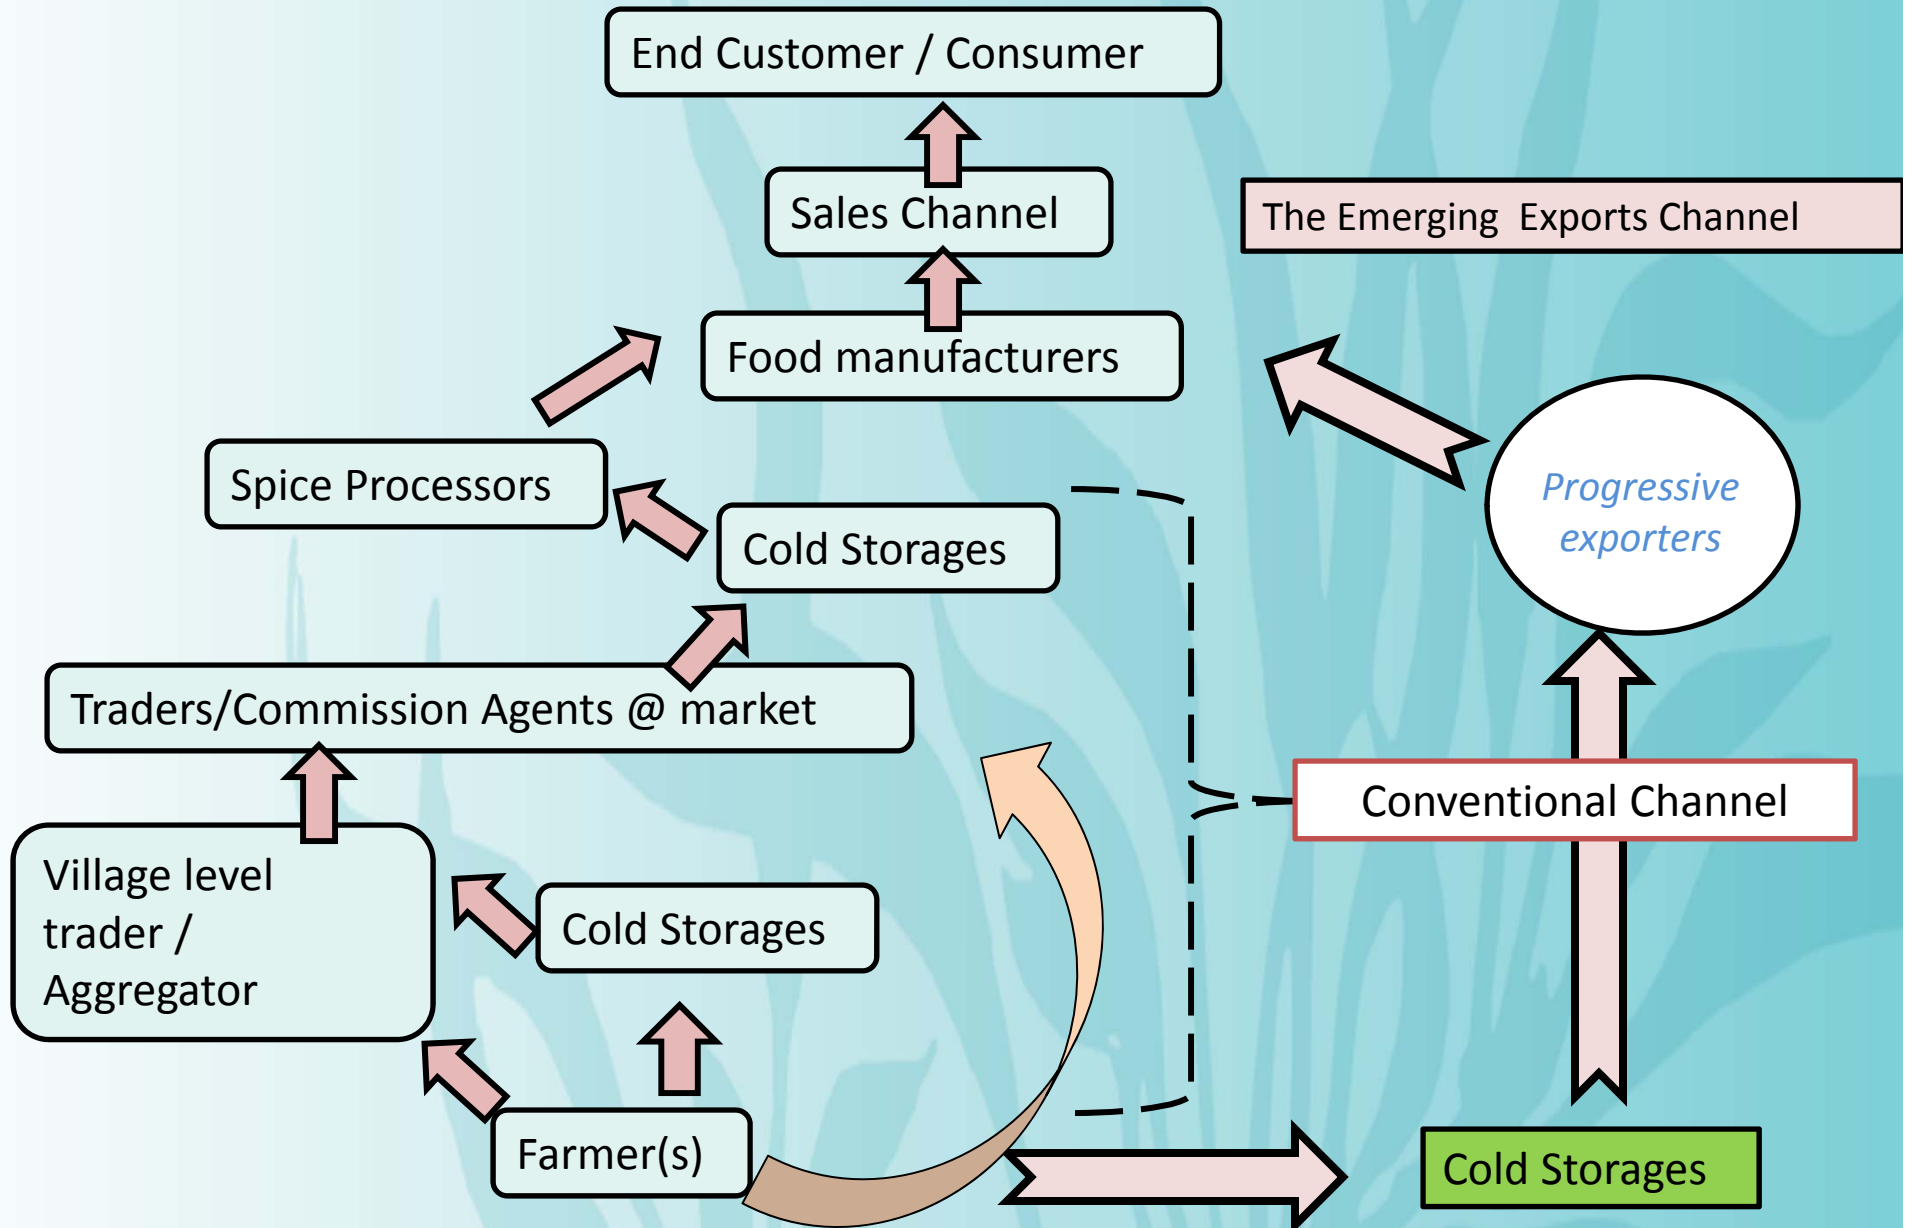 End Customer / Consumer
Sales Channel
The Emerging Exports Channel
Food manufacturers
Spice Processors
Progressive
exporters
Cold Storages
Traders/Commission Agents @ market
Conventional Channel
Village level
trader /
Aggregator
Cold Storages
Farmer(s)
Cold Storages